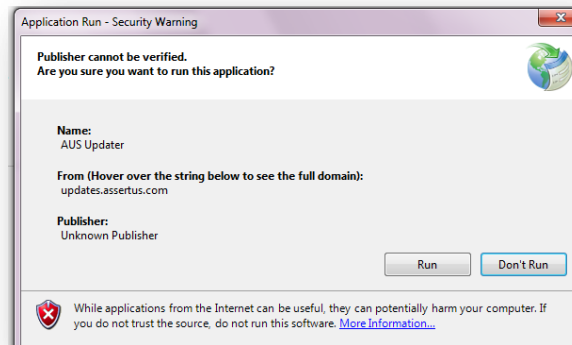 Application Run - Security Warning
Publisher cannot be verified.
Are you sure you want to run this application?
Name:
AUS Updater
From (Hover over the string below to see the full domain):
updates.assertus.com
Publisher:
Unknown Publisher
Run
Don't Run
While applications from the Internet can be useful, they can potentially harm your computer. If
you do not trust the source, do not run this software. More Information...